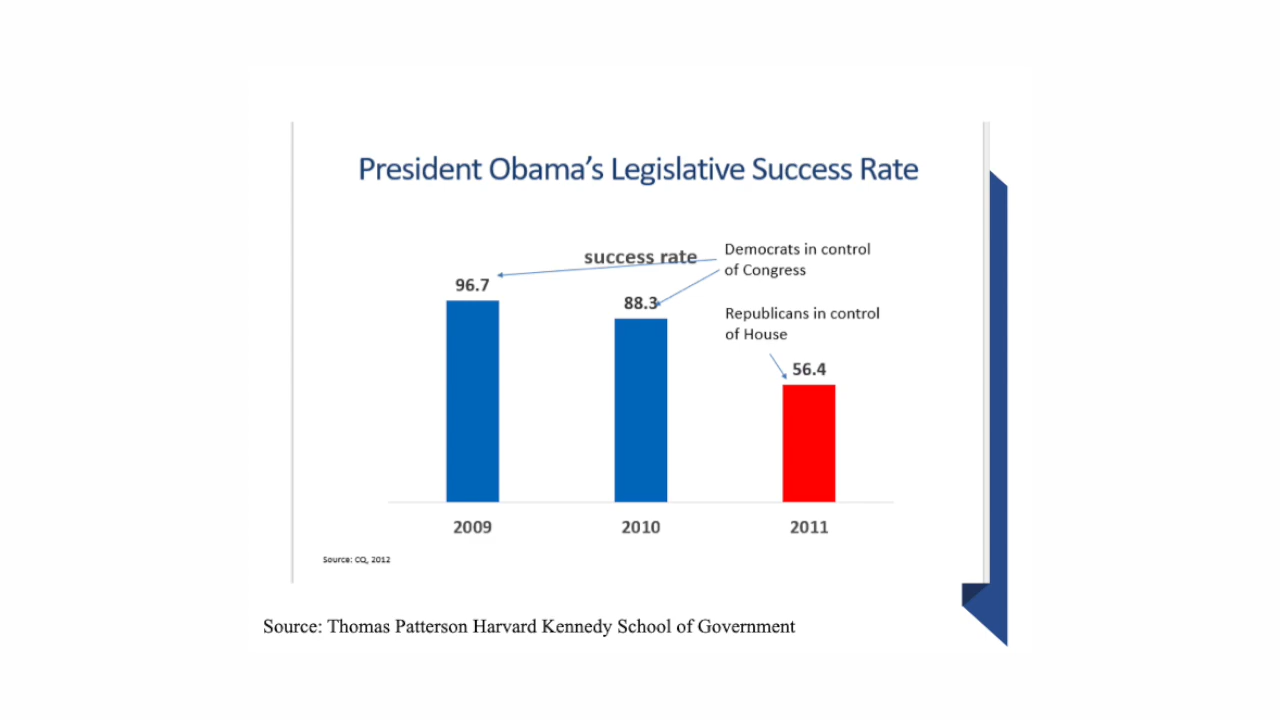 President Obama's Legislative Success Rate
success rate
Democrats in control
of Congress
96.7
88.3
Republicans in control
of House
56.4
2009
2010
2011
Source: CQ, 2012
Source: Thomas Patterson Harvard Kennedy School of Government